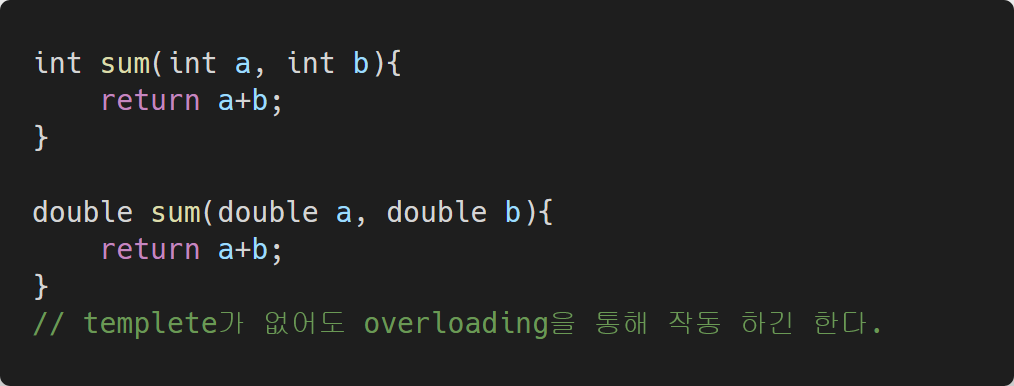 int sum(int a, int b){
    return a+b;
}

double sum(double a, double b){
    return a+b;
}
// templete가 없어도 overloading을 통해 작동 하긴 한다.